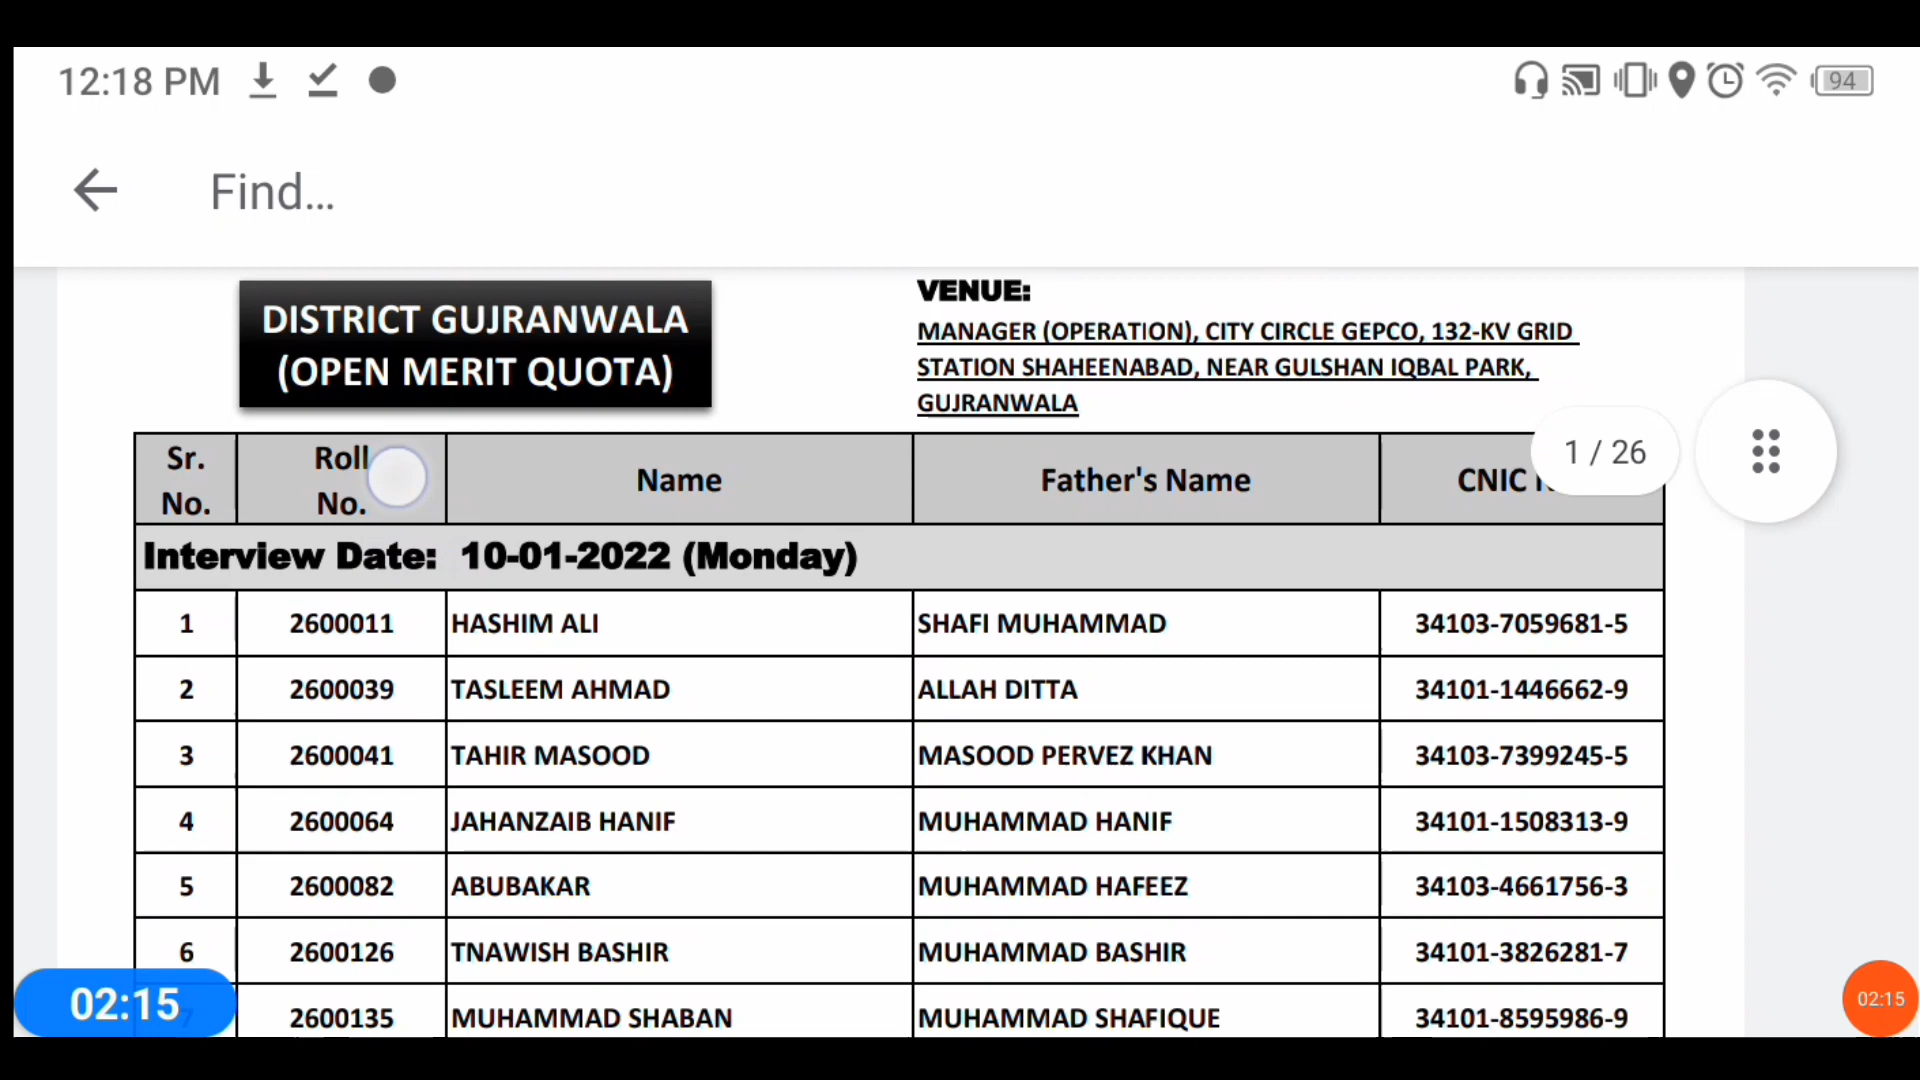 12:18 PM
94
Find...
DISTRICT GUJRANWALA
(OPEN MERIT QUOTA)
VENUE:
MANAGER (OPERATION), CITY CIRCLE GEPCO, 132-KV GRID
STATION SHAHEENABAD, NEAR GULSHAN IQBAL PARK,
GUJRANWALA
1 / 26
Sr. No. Roll No. Name Father's Name CNIC
Interview Date: 10-01-2022 (Monday)
1 2600011 HASHIM ALI SHAFI MUHAMMAD 34103-7059681-5
2 2600039 TASLEEM AHMAD ALLAH DITTA 34101-1446662-9
3 2600041 TAHIR MASOOD MASOOD PERVEZ KHAN 34103-7399245-5
4 2600064 JAHANZAIB HANIF MUHAMMAD HANIF 34101-1508313-9
5 2600082 ABUBAKAR MUHAMMAD HAFEEZ 34103-4661756-3
6 2600126 TNAWISH BASHIR MUHAMMAD BASHIR 34101-3826281-7
7 2600135 MUHAMMAD SHABAN MUHAMMAD SHAFIQUE 34101-8595986-9
02:15
02:15